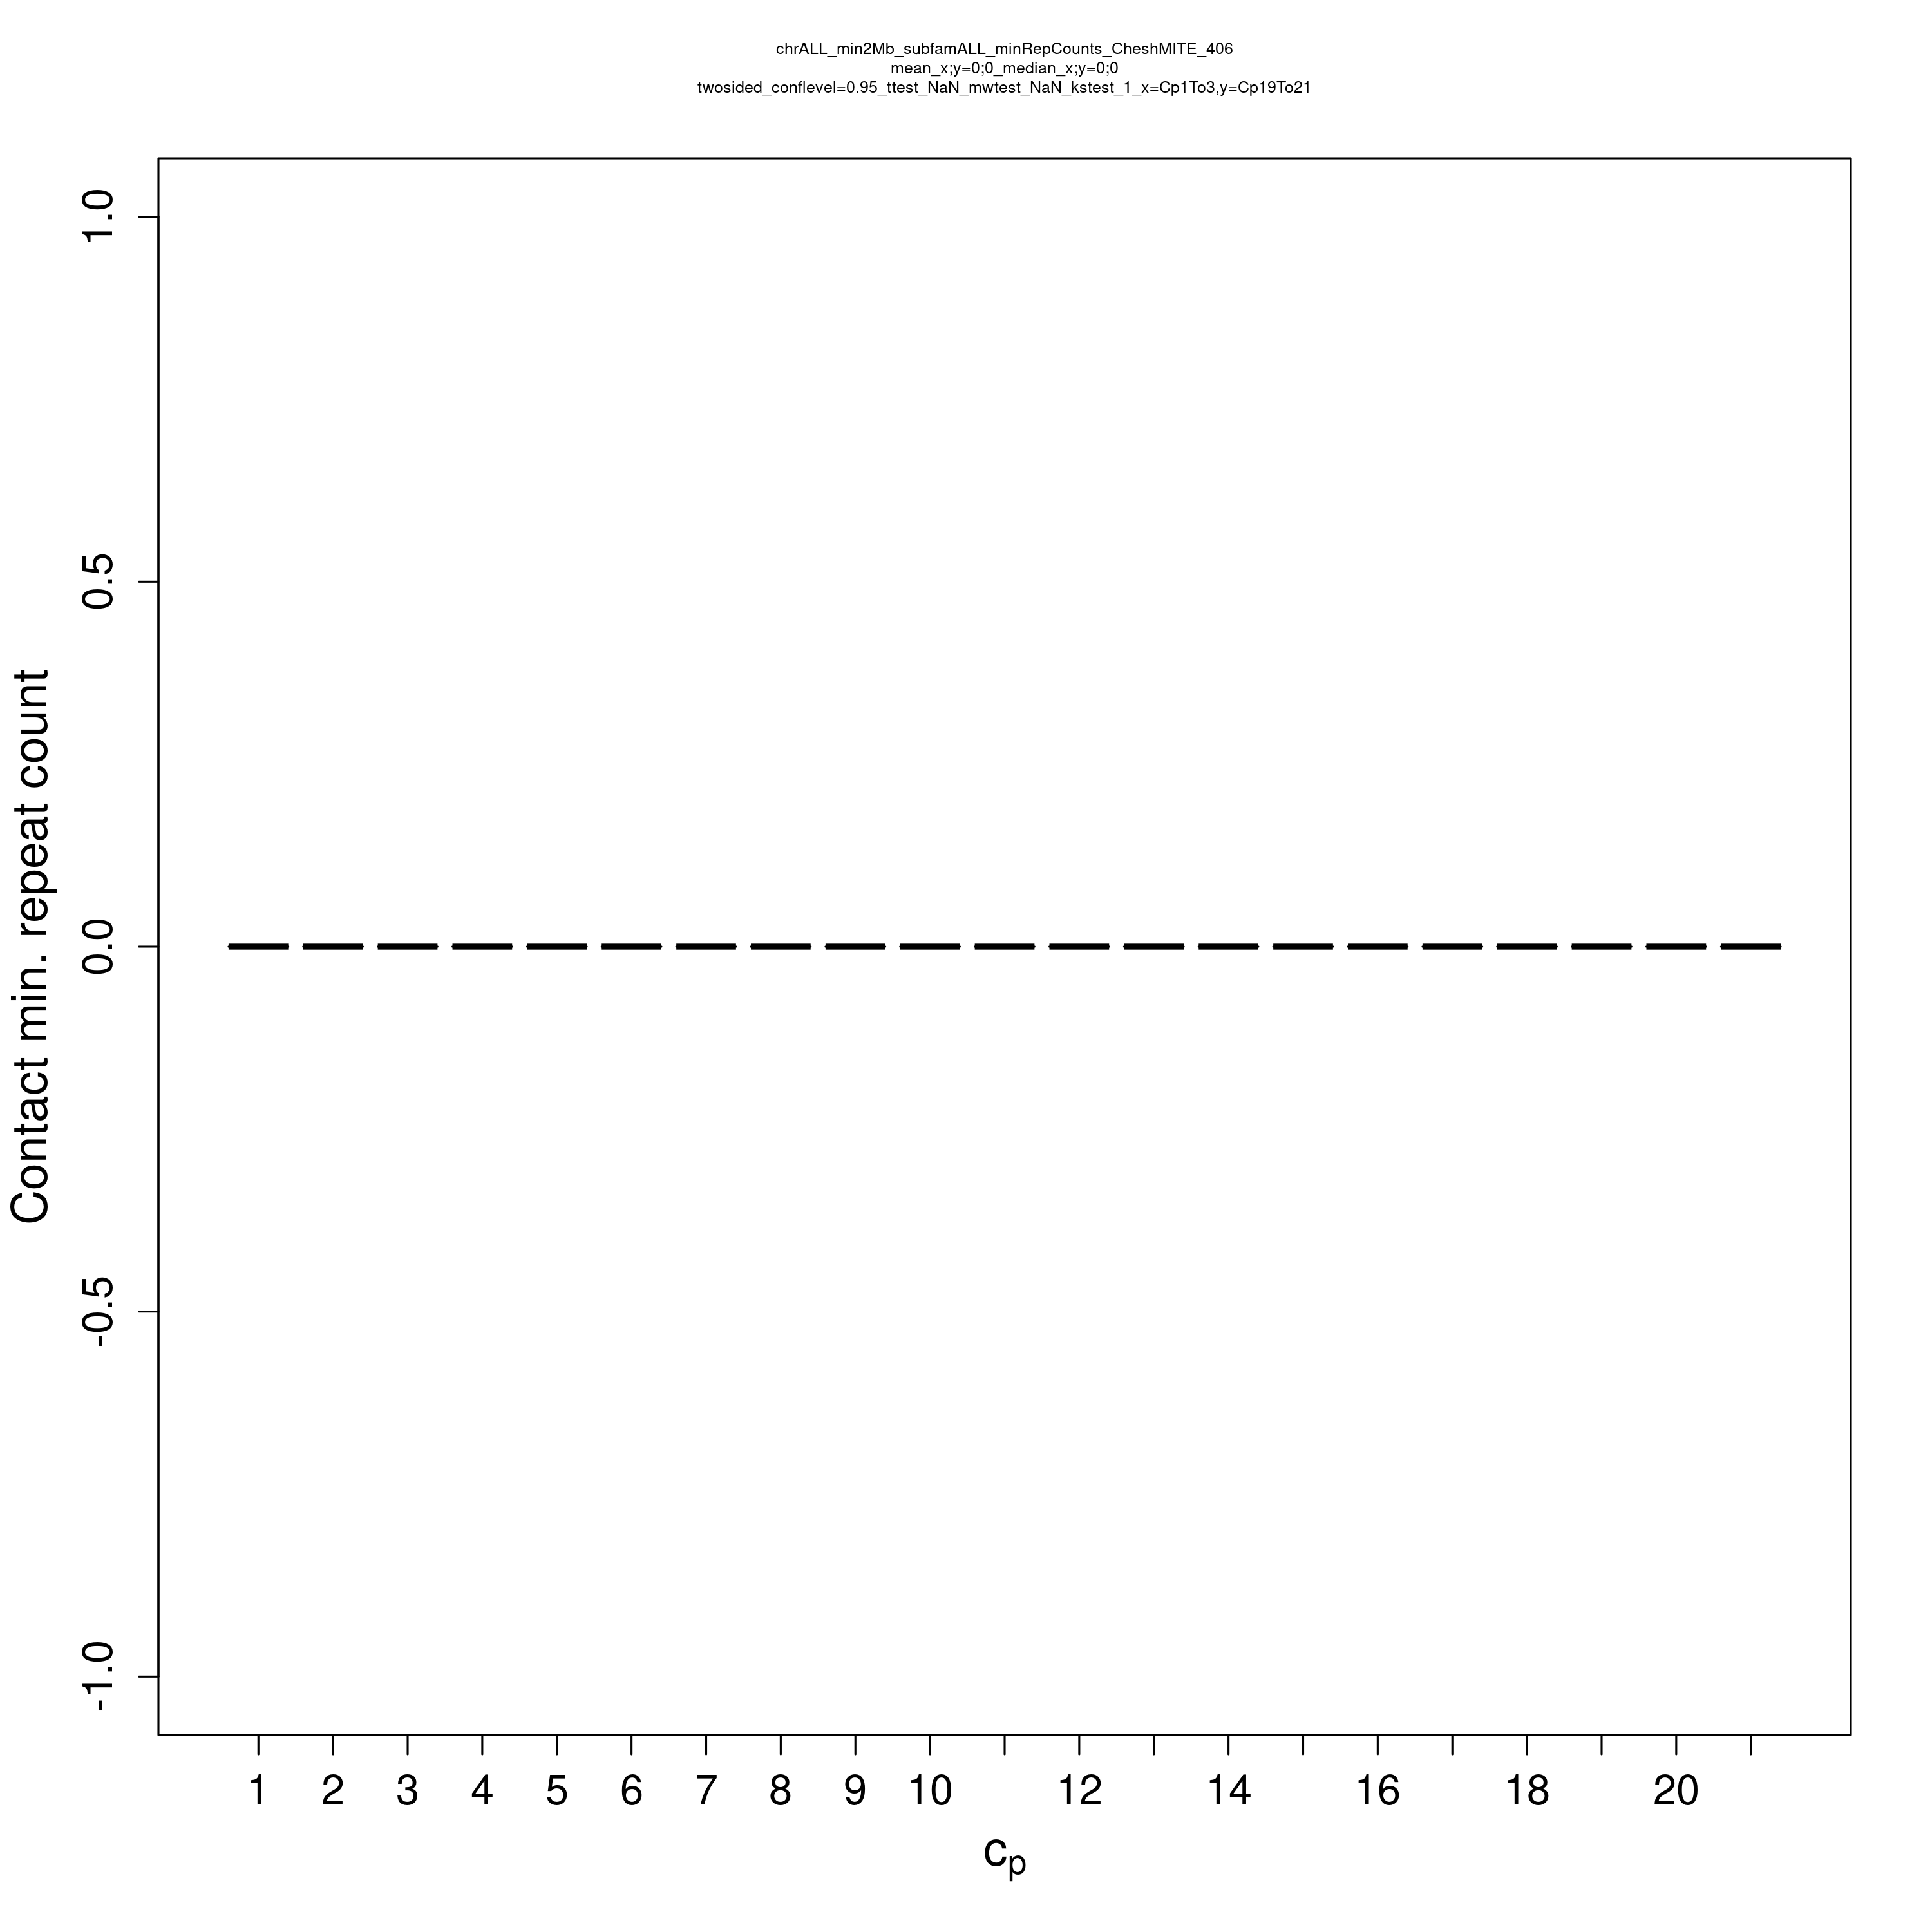 chrALL_min2Mb_subfamALL_minRepCounts_CheshMITE_406
mean_x;y=0;0_median_x;y=0;0
twosided_conflevel=0.95_ttest_NaN_mwtest_NaN_kstest_1_x=Cp1To3,y=Cp19To21
Contact min. repeat count
1.0
0.5
0.0
-0.5
-1.0
1 2 3 4 5 6 7 8 9 10 12 14 16 18 20
cp